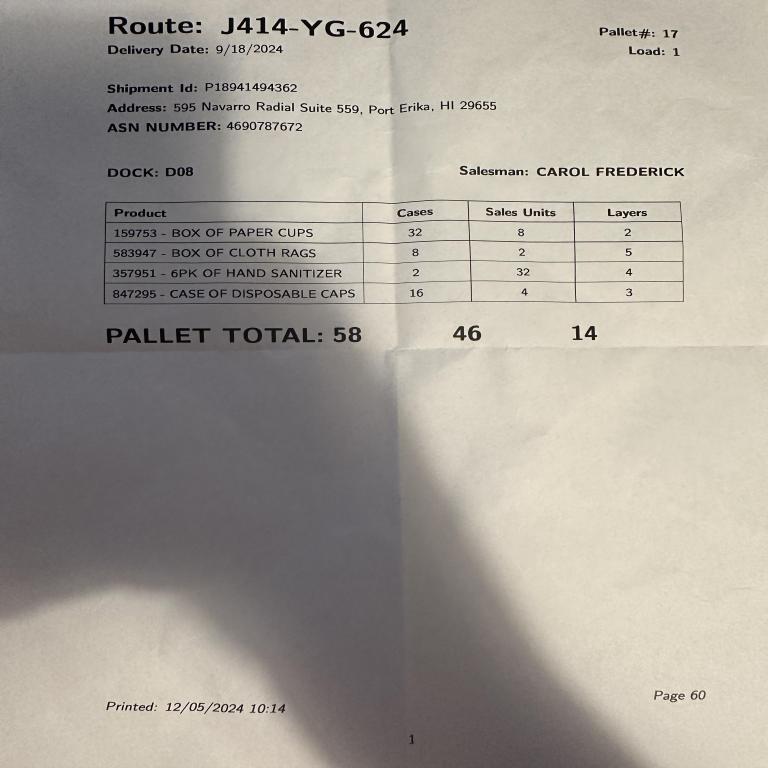 Route: J414-YG-624
Pallet#: 17
Delivery Date: 9/18/2024
Load: 1
Shipment Id: P18941494362
Address: 595 Navarro Radial Suite 559, Port Erika, HI 29655
ASN NUMBER: 4690787672
DOCK: D08
Salesman: CAROL FREDERICK
Product Cases Sales Units Layers
159753 - BOX OF PAPER CUPS 32 8 2
583947 - BOX OF CLOTH RAGS 8 2 5
357951 - 6PK OF HAND SANITIZER 2 32 4
847295 - CASE OF DISPOSABLE CAPS 16 4 3
PALLET TOTAL: 58 46 14
Page 60
Printed: 12/05/2024 10:14
1